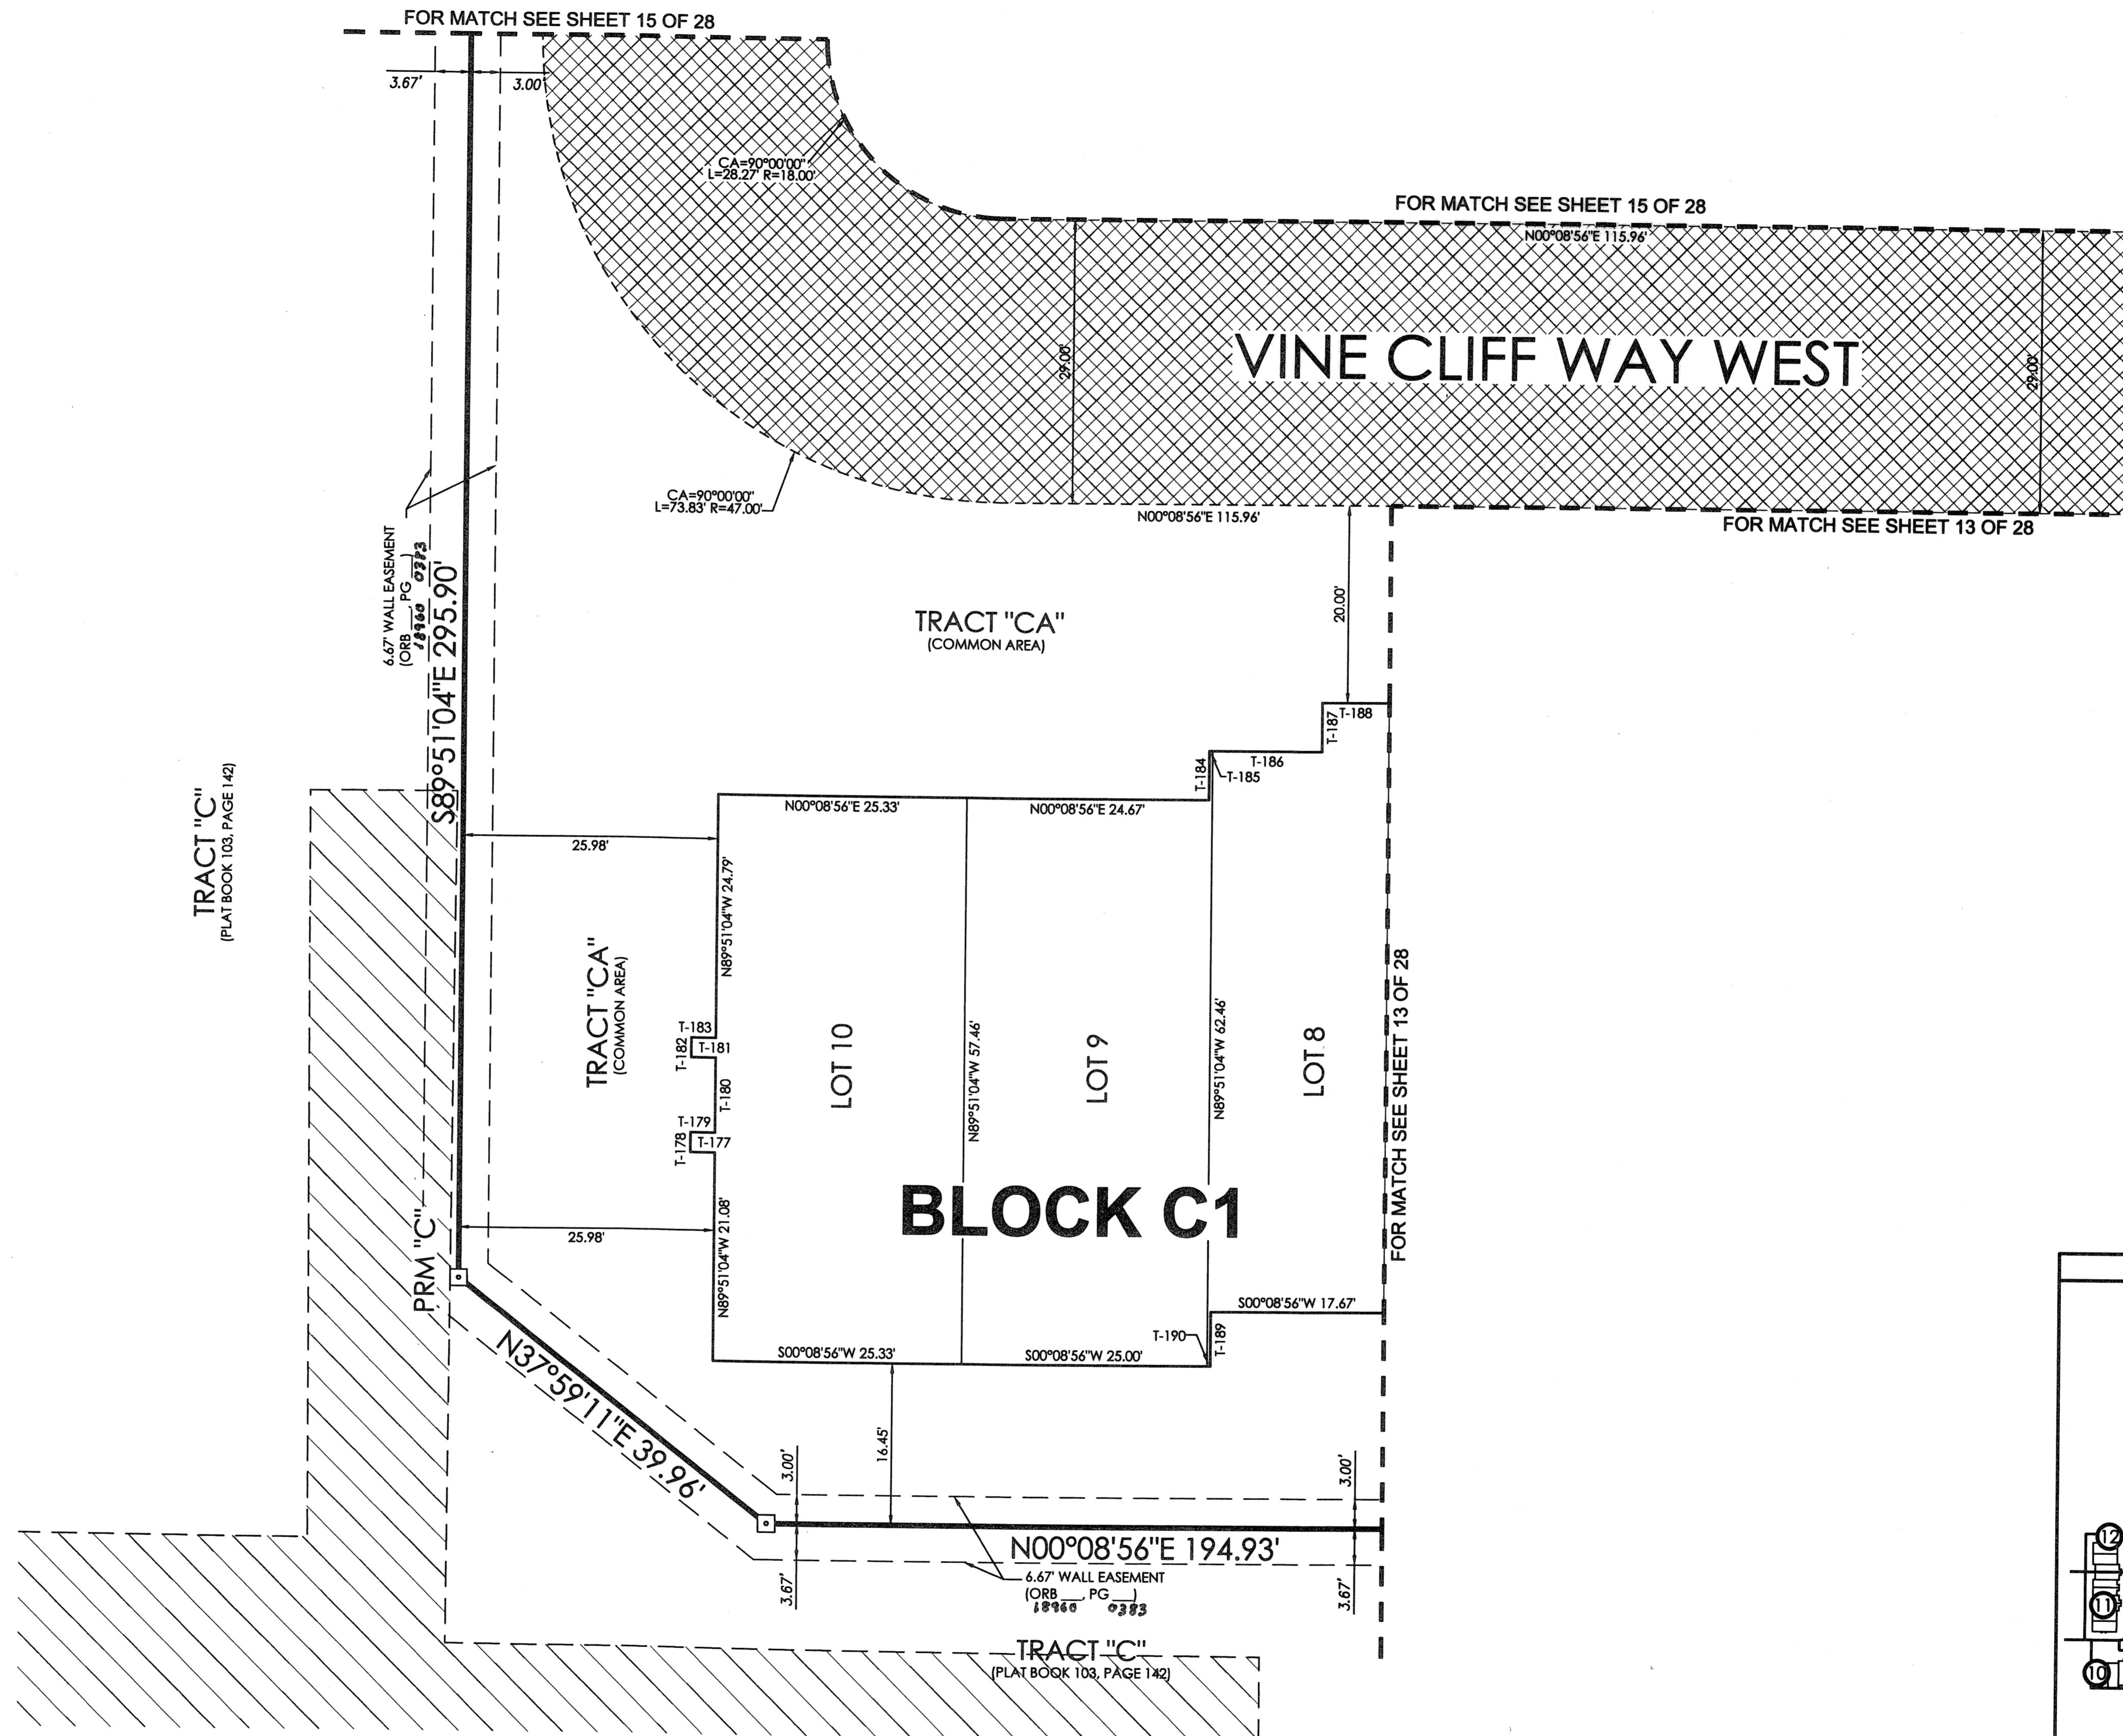 FOR MATCH SEE SHEET 15 OF 28
3.67'
3.00'
CA=90°00'00"
L=28.27' R=18.00'
FOR MATCH SEE SHEET 15 OF 28
N00°08'56"E 115.96'
VINE CLIFF WAY WEST
29.00'
29.00'
CA=90°00'00"
L=73.83' R=47.00'
N00°08'56"E 115.96'
FOR MATCH SEE SHEET 13 OF 28
6.67' WALL EASEMENT
(ORB ___, PG ___)
18960 0383
S89°51'04"E 295.90'
20.00'
TRACT "CA"
(COMMON AREA)
T-188
T-187
T-186
T-185
T-184
TRACT "C"
(PLAT BOOK 103, PAGE 142)
N00°08'56"E 25.33'
N00°08'56"E 24.67'
25.98'
N89°51'04"W 24.79'
TRACT "CA"
(COMMON AREA)
T-183
T-182
T-181
T-180
T-179
T-178
T-177
LOT 10
N89°51'04"W 57.46'
LOT 9
N89°51'04"W 62.46'
LOT 8
FOR MATCH SEE SHEET 13 OF 28
BLOCK C1
25.98'
N89°51'04"W 21.08'
PRM "C"
S00°08'56"W 17.67'
T-190
T-189
S00°08'56"W 25.33'
S00°08'56"W 25.00'
N37°59'11"E 39.96'
16.45'
3.00'
3.00'
N00°08'56"E 194.93'
3.67'
3.67'
6.67' WALL EASEMENT
(ORB ___, PG ___)
18960 0383
TRACT "C"
(PLAT BOOK 103, PAGE 142)
12
11
10